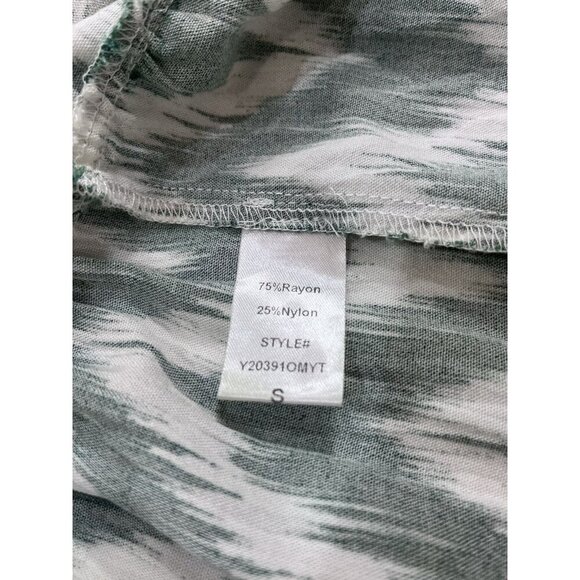 75%Rayon
25%Nylon
STYLE#
Y20391OMYT
S